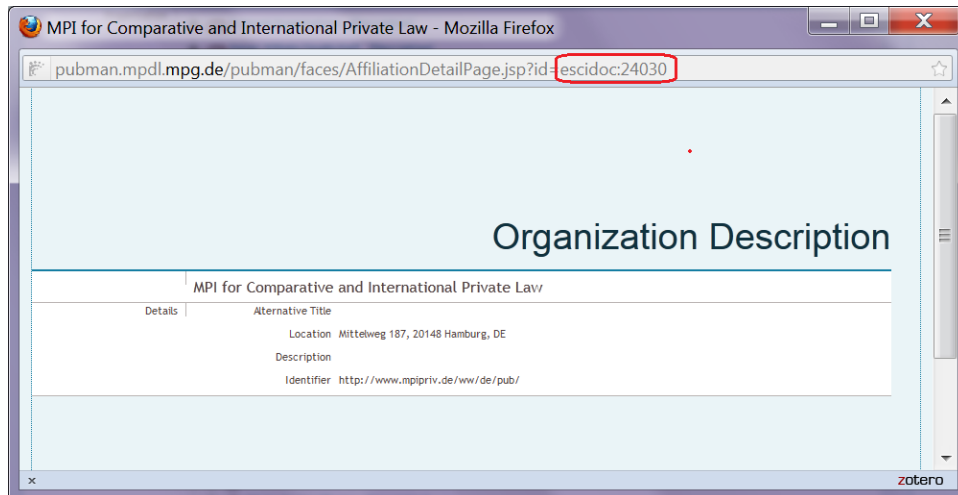 MPI for Comparative and International Private Law - Mozilla Firefox
pubman.mpdl.mpg.de/pubman/faces/AffiliationDetailPage.jsp?id=escidoc:24030
Organization Description
MPI for Comparative and International Private Law
Details Alternative Title
Location Mittelweg 187, 20148 Hamburg, DE
Description
Identifier http://www.mpipriv.de/ww/de/pub/
x zotero